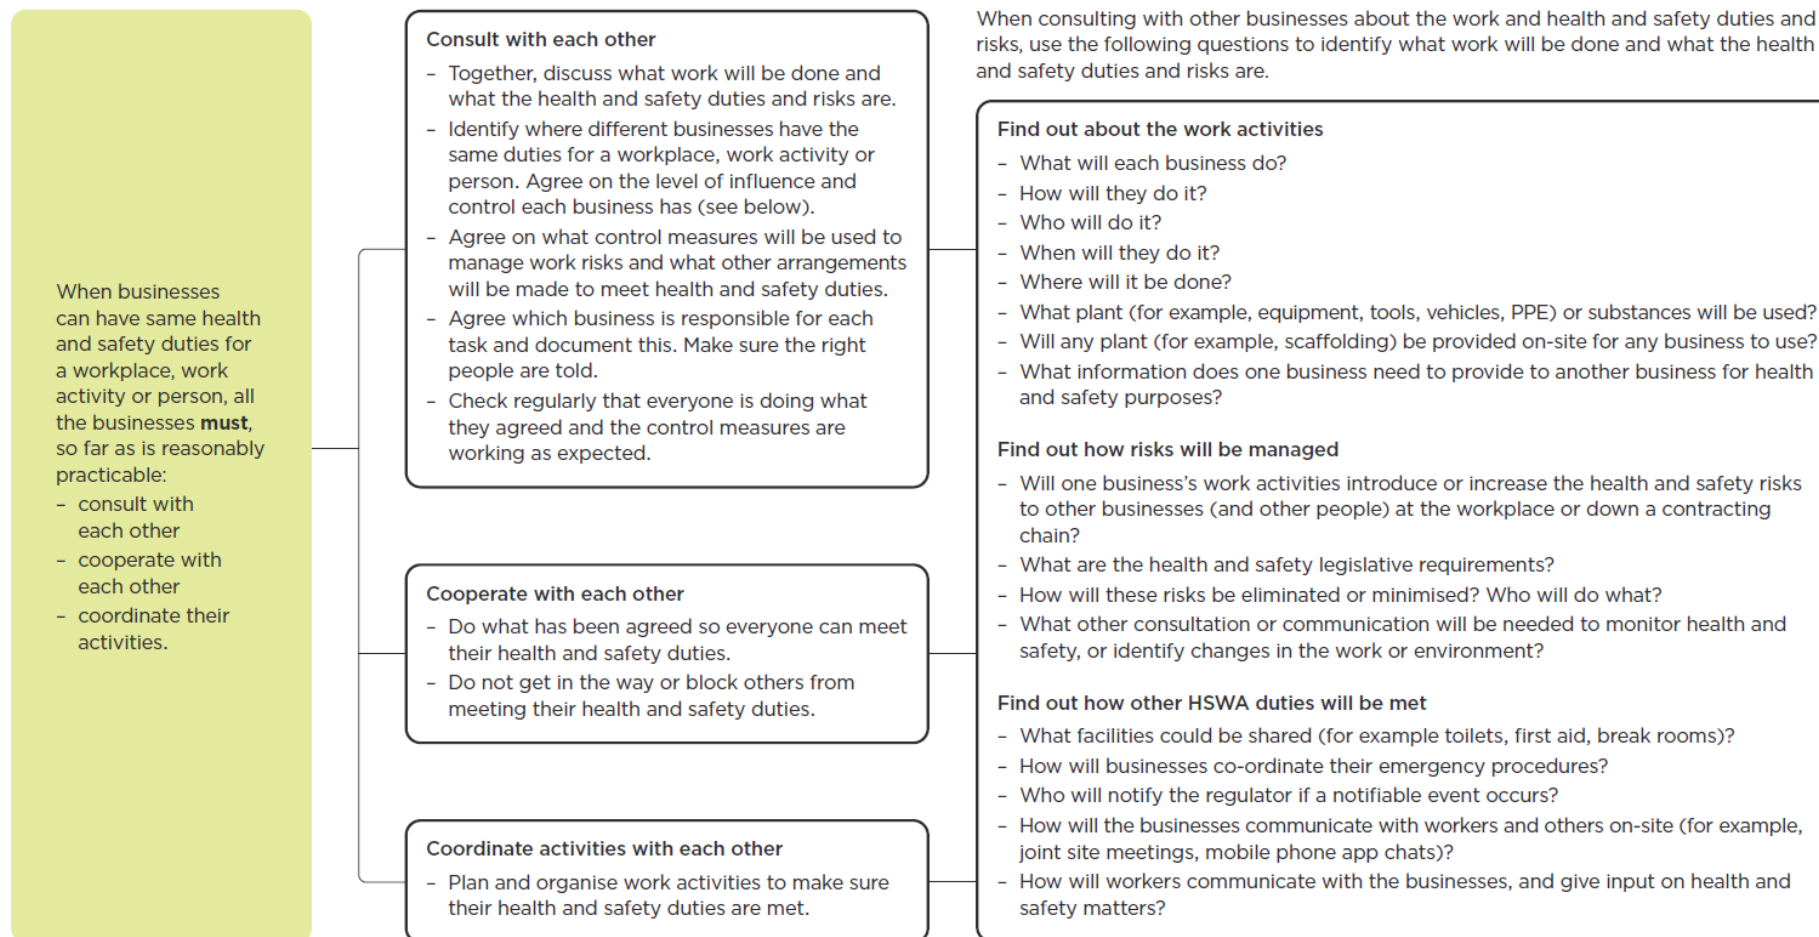 When businesses
can have same health
and safety duties for
a workplace, work
activity or person, all
the businesses must,
so far as is reasonably
practicable:
– consult with
each other
– cooperate with
each other
– coordinate their
activities.
Consult with each other
– Together, discuss what work will be done and
what the health and safety duties and risks are.
– Identify where different businesses have the
same duties for a workplace, work activity or
person. Agree on the level of influence and
control each business has (see below).
– Agree on what control measures will be used to
manage work risks and what other arrangements
will be made to meet health and safety duties.
– Agree which business is responsible for each
task and document this. Make sure the right
people are told.
– Check regularly that everyone is doing what
they agreed and the control measures are
working as expected.
Cooperate with each other
– Do what has been agreed so everyone can meet
their health and safety duties.
– Do not get in the way or block others from
meeting their health and safety duties.
Coordinate activities with each other
– Plan and organise work activities to make sure
their health and safety duties are met.
When consulting with other businesses about the work and health and safety duties and
risks, use the following questions to identify what work will be done and what the health
and safety duties and risks are.
Find out about the work activities
– What will each business do?
– How will they do it?
– Who will do it?
– When will they do it?
– Where will it be done?
– What plant (for example, equipment, tools, vehicles, PPE) or substances will be used?
– Will any plant (for example, scaffolding) be provided on-site for any business to use?
– What information does one business need to provide to another business for health
and safety purposes?
Find out how risks will be managed
– Will one business’s work activities introduce or increase the health and safety risks
to other businesses (and other people) at the workplace or down a contracting
chain?
– What are the health and safety legislative requirements?
– How will these risks be eliminated or minimised? Who will do what?
– What other consultation or communication will be needed to monitor health and
safety, or identify changes in the work or environment?
Find out how other HSWA duties will be met
– What facilities could be shared (for example toilets, first aid, break rooms)?
– How will businesses co-ordinate their emergency procedures?
– Who will notify the regulator if a notifiable event occurs?
– How will the businesses communicate with workers and others on-site (for example,
joint site meetings, mobile phone app chats)?
– How will workers communicate with the businesses, and give input on health and
safety matters?